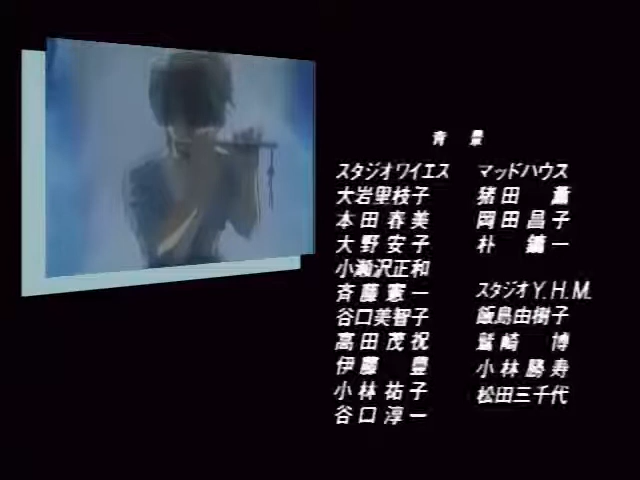 背景
スタジオワイエス
大岩里枝子
本田春美
大野安子
小瀬沢正和
斉藤憲一
谷口美智子
高田茂祝
伊藤豊
小林祐子
谷口淳一
マッドハウス
猪田薫
岡田昌子
朴鏞一
スタジオY.H.M.
飯島由樹子
鷲崎博
小林勝寿
松田三千代